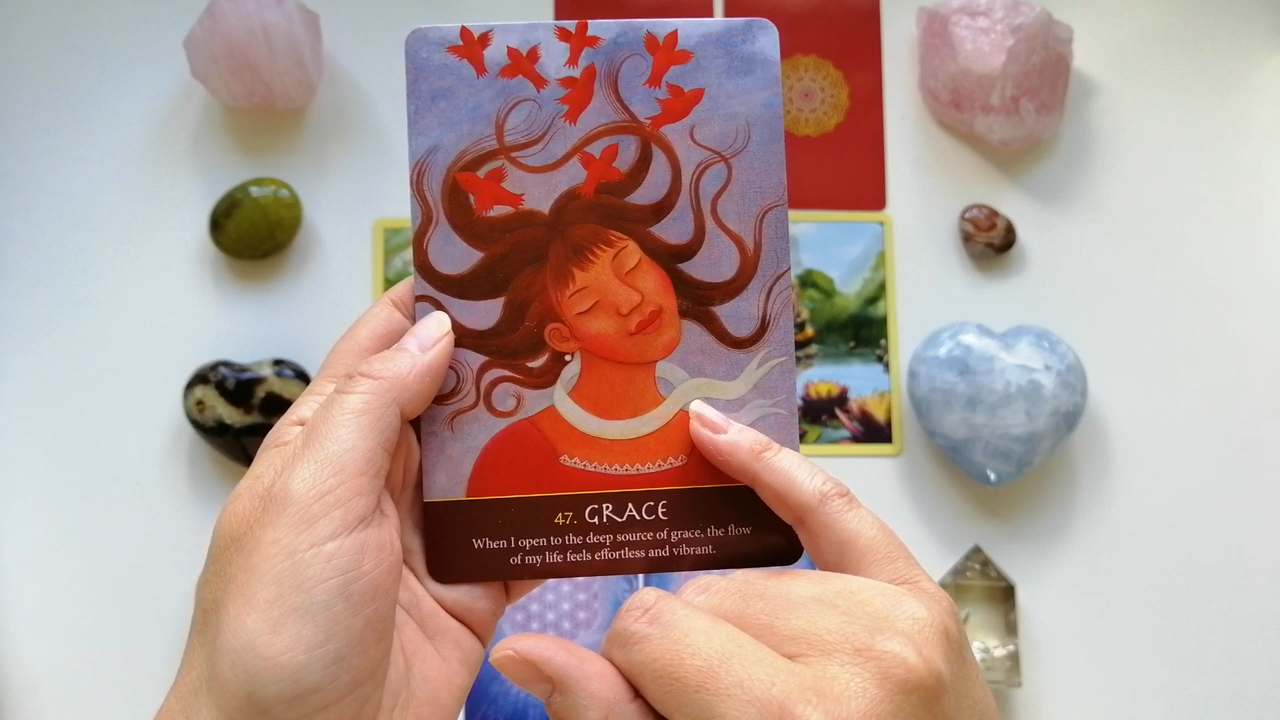 47. GRACE
When I open to the deep source of grace, the flow
of my life feels effortless and vibrant.